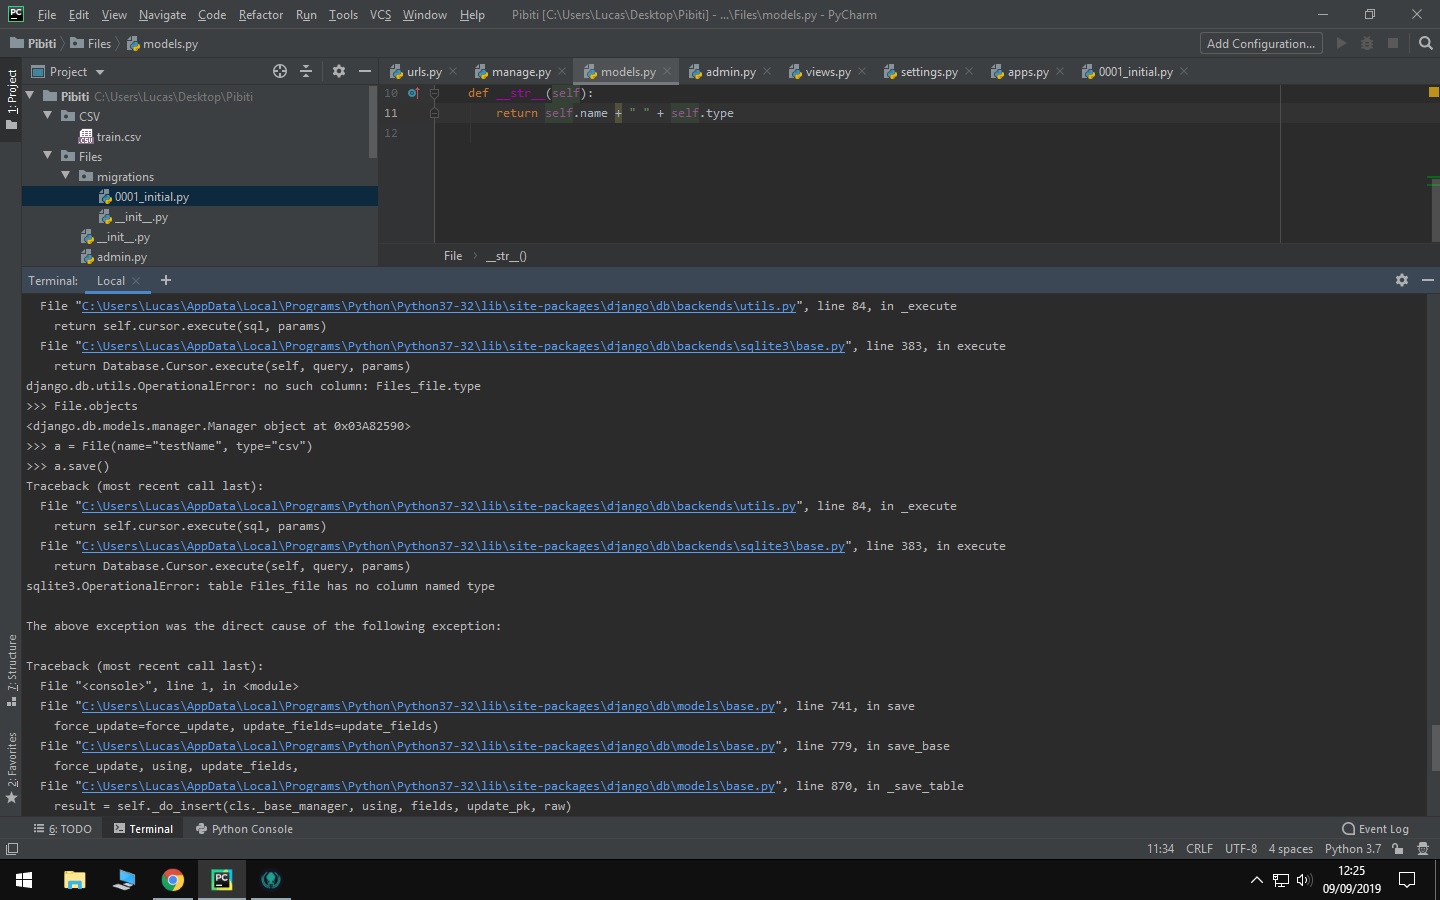 PC File Edit View Navigate Code Refactor Run Tools VCS Window Help Pibiti [C:\Users\Lucas\Desktop\Pibiti] - ...\Files\models.py - PyCharm
Pibiti Files models.py Add Configuration...
1: Project
Project
urls.py manage.py models.py admin.py views.py settings.py apps.py 0001_initial.py
Pibiti C:\Users\Lucas\Desktop\Pibiti
CSV
train.csv
Files
migrations
0001_initial.py
__init__.py
__init__.py
admin.py
10 def __str__(self):
11 return self.name + " " + self.type
12
File __str__()
Terminal: Local +
File "C:\Users\Lucas\AppData\Local\Programs\Python\Python37-32\lib\site-packages\django\db\backends\utils.py", line 84, in _execute
return self.cursor.execute(sql, params)
File "C:\Users\Lucas\AppData\Local\Programs\Python\Python37-32\lib\site-packages\django\db\backends\sqlite3\base.py", line 383, in execute
return Database.Cursor.execute(self, query, params)
django.db.utils.OperationalError: no such column: Files_file.type
>>> File.objects
<django.db.models.manager.Manager object at 0x03A82590>
>>> a = File(name="testName", type="csv")
>>> a.save()
Traceback (most recent call last):
File "C:\Users\Lucas\AppData\Local\Programs\Python\Python37-32\lib\site-packages\django\db\backends\utils.py", line 84, in _execute
return self.cursor.execute(sql, params)
File "C:\Users\Lucas\AppData\Local\Programs\Python\Python37-32\lib\site-packages\django\db\backends\sqlite3\base.py", line 383, in execute
return Database.Cursor.execute(self, query, params)
sqlite3.OperationalError: table Files_file has no column named type
The above exception was the direct cause of the following exception:
Traceback (most recent call last):
File "<console>", line 1, in <module>
File "C:\Users\Lucas\AppData\Local\Programs\Python\Python37-32\lib\site-packages\django\db\models\base.py", line 741, in save
force_update=force_update, update_fields=update_fields)
File "C:\Users\Lucas\AppData\Local\Programs\Python\Python37-32\lib\site-packages\django\db\models\base.py", line 779, in save_base
force_update, using, update_fields,
File "C:\Users\Lucas\AppData\Local\Programs\Python\Python37-32\lib\site-packages\django\db\models\base.py", line 870, in _save_table
result = self._do_insert(cls._base_manager, using, fields, update_pk, raw)
7: Structure
2: Favorites
6: TODO Terminal Python Console Event Log
11:34 CRLF UTF-8 4 spaces Python 3.7
PC
12:25
09/09/2019